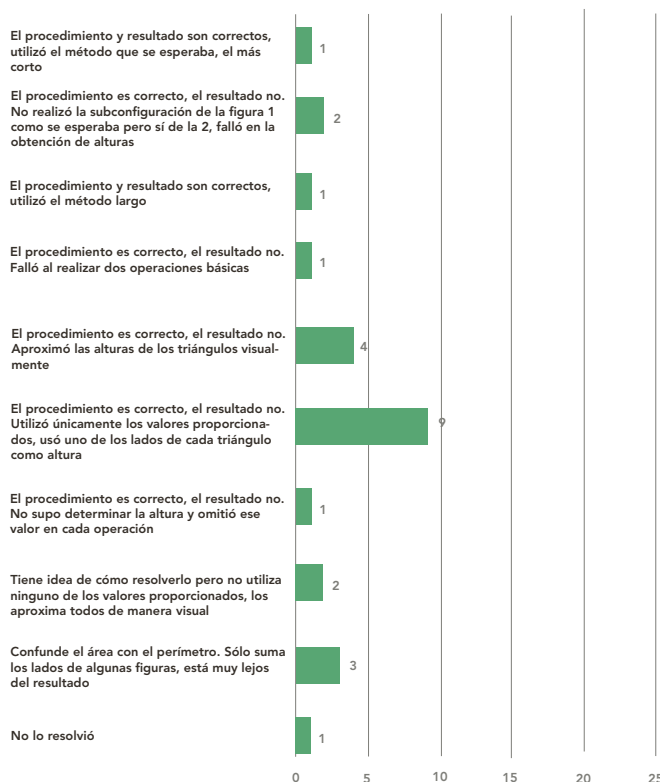 El procedimiento y resultado son correctos,
utilizó el método que se esperaba, el más
corto
1
El procedimiento es correcto, el resultado no.
No realizó la subconfiguración de la figura 1
como se esperaba pero sí de la 2, falló en la
obtención de alturas
2
El procedimiento y resultado son correctos,
utilizó el método largo
1
El procedimiento es correcto, el resultado no.
Falló al realizar dos operaciones básicas
1
El procedimiento es correcto, el resultado no.
Aproximó las alturas de los triángulos visual-
mente
4
El procedimiento es correcto, el resultado no.
Utilizó únicamente los valores proporciona-
dos, usó uno de los lados de cada triángulo
como altura
9
El procedimiento es correcto, el resultado no.
No supo determinar la altura y omitió ese
valor en cada operación
1
Tiene idea de cómo resolverlo pero no utiliza
ninguno de los valores proporcionados, los
aproxima todos de manera visual
2
Confunde el área con el perímetro. Sólo suma
los lados de algunas figuras, está muy lejos
del resultado
3
No lo resolvió
1
0 5 10 15 20 25